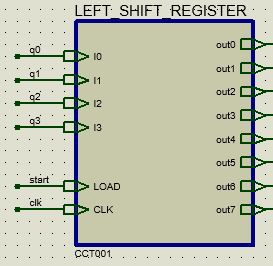 LEFT_SHIFT_REGISTER
q0 I0 out0
q1 I1 out1
q2 I2 out2
q3 I3 out3
out4
out5
start LOAD out6
clk CLK out7
CCT001